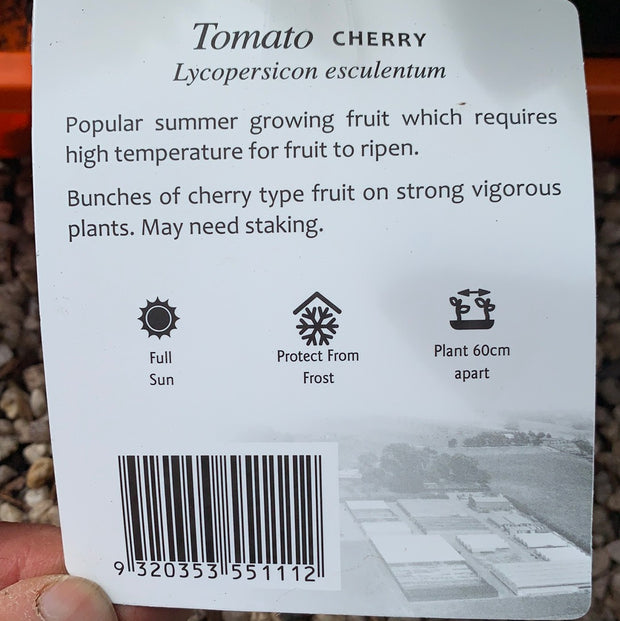 Tomato CHERRY
Lycopersicon esculentum
Popular summer growing fruit which requires
high temperature for fruit to ripen.
Bunches of cherry type fruit on strong vigorous
plants. May need staking.
Full
Sun
Protect From
Frost
Plant 60cm
apart
9 320353 551112